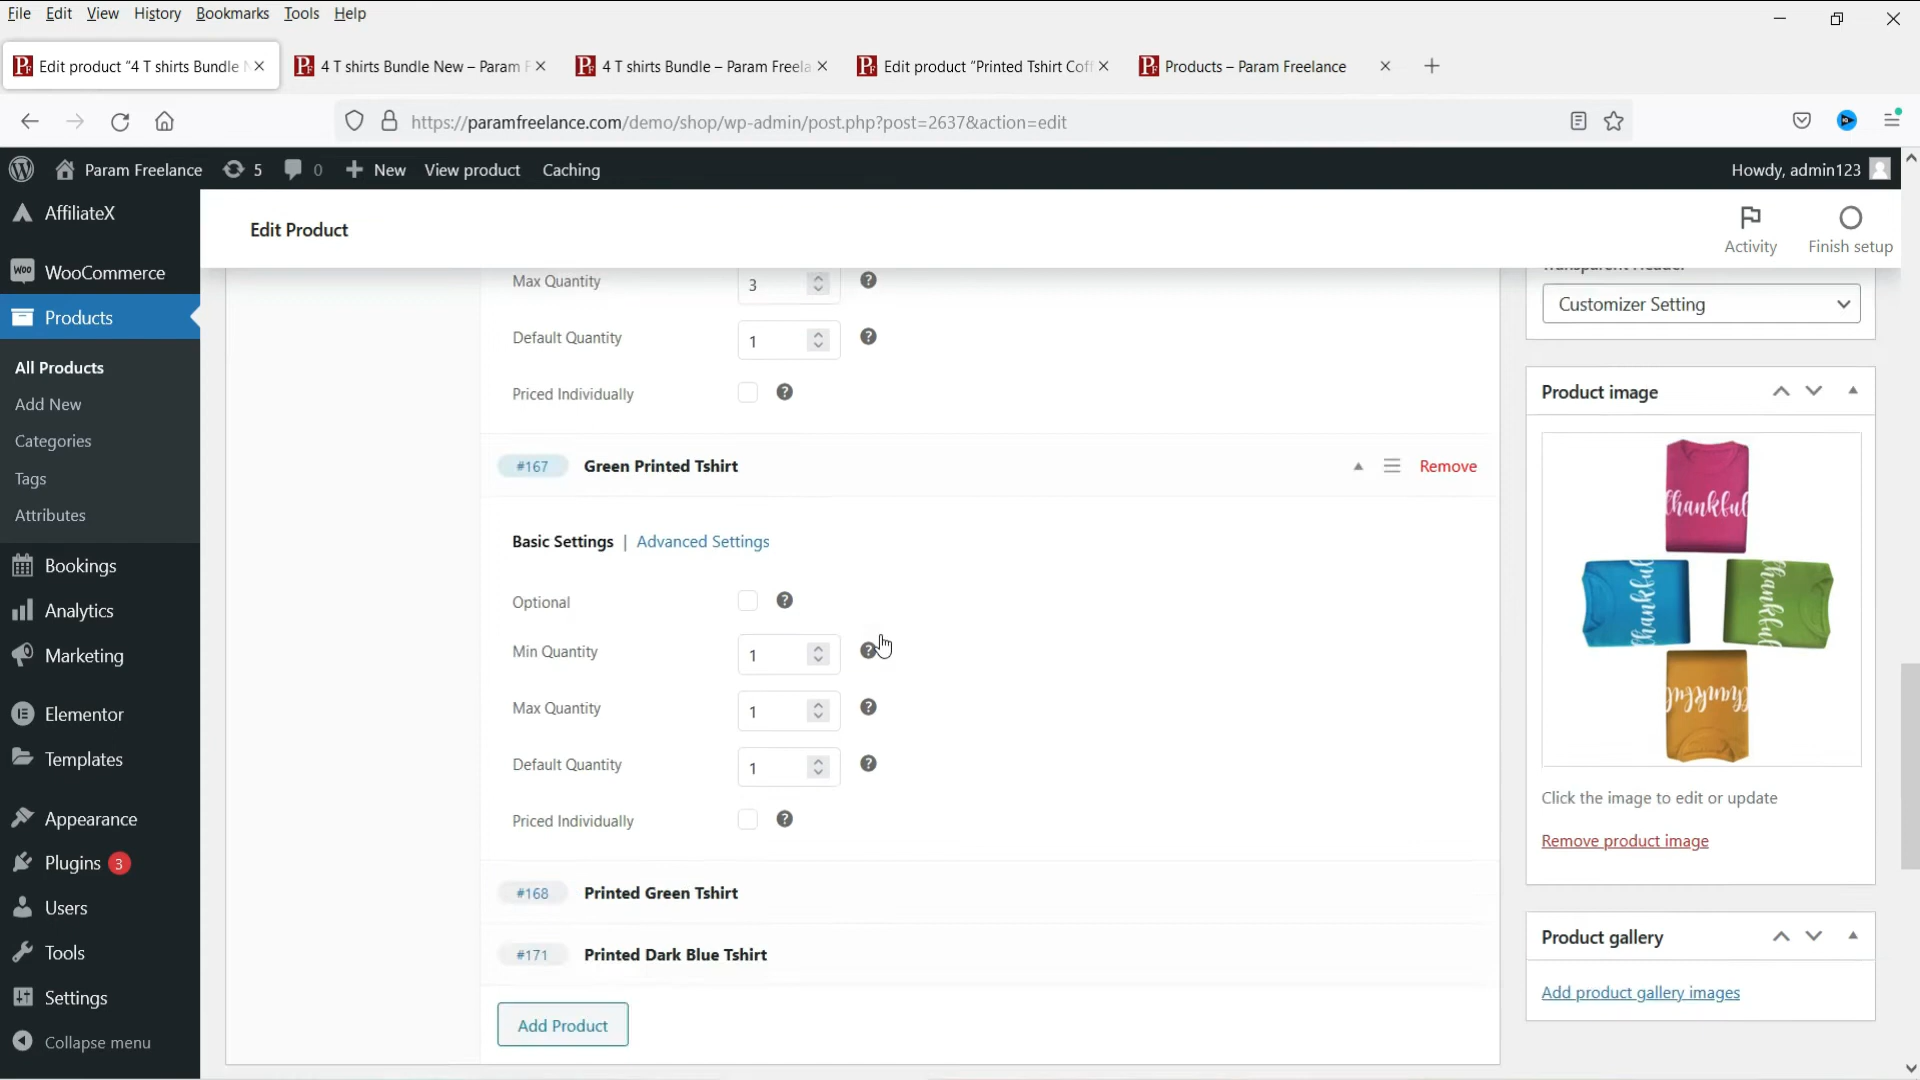 File Edit View History Bookmarks Tools Help
Edit product "4 T shirts Bundle N
4 T shirts Bundle New – Param F
4 T shirts Bundle – Param Freela
Edit product "Printed Tshirt Coff
Products – Param Freelance
https://paramfreelance.com/demo/shop/wp-admin/post.php?post=2637&action=edit
Param Freelance 5 0 New View product Caching Howdy, admin123
AffiliateX
WooCommerce
Products
All Products
Add New
Categories
Tags
Attributes
Bookings
Analytics
Marketing
Elementor
Templates
Appearance
Plugins 3
Users
Tools
Settings
Collapse menu
Edit Product
Activity
Finish setup
Max Quantity 3
Default Quantity 1
Priced Individually
#167 Green Printed Tshirt Remove
Basic Settings | Advanced Settings
Optional
Min Quantity 1
Max Quantity 1
Default Quantity 1
Priced Individually
#168 Printed Green Tshirt
#171 Printed Dark Blue Tshirt
Add Product
Customizer Setting
Product image
thankful
thankful
thankful
thankful
Click the image to edit or update
Remove product image
Product gallery
Add product gallery images